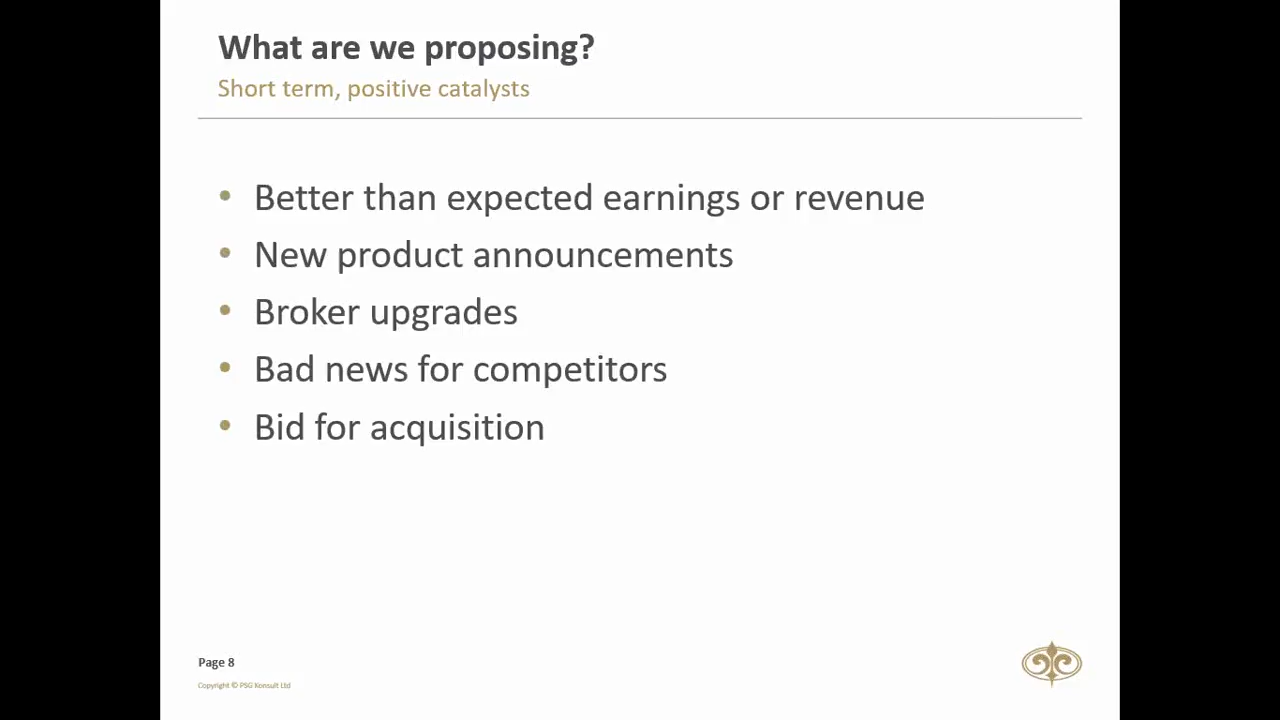 What are we proposing?
Short term, positive catalysts
• Better than expected earnings or revenue
• New product announcements
• Broker upgrades
• Bad news for competitors
• Bid for acquisition
Page 8
Copyright © PSG Konsult Ltd